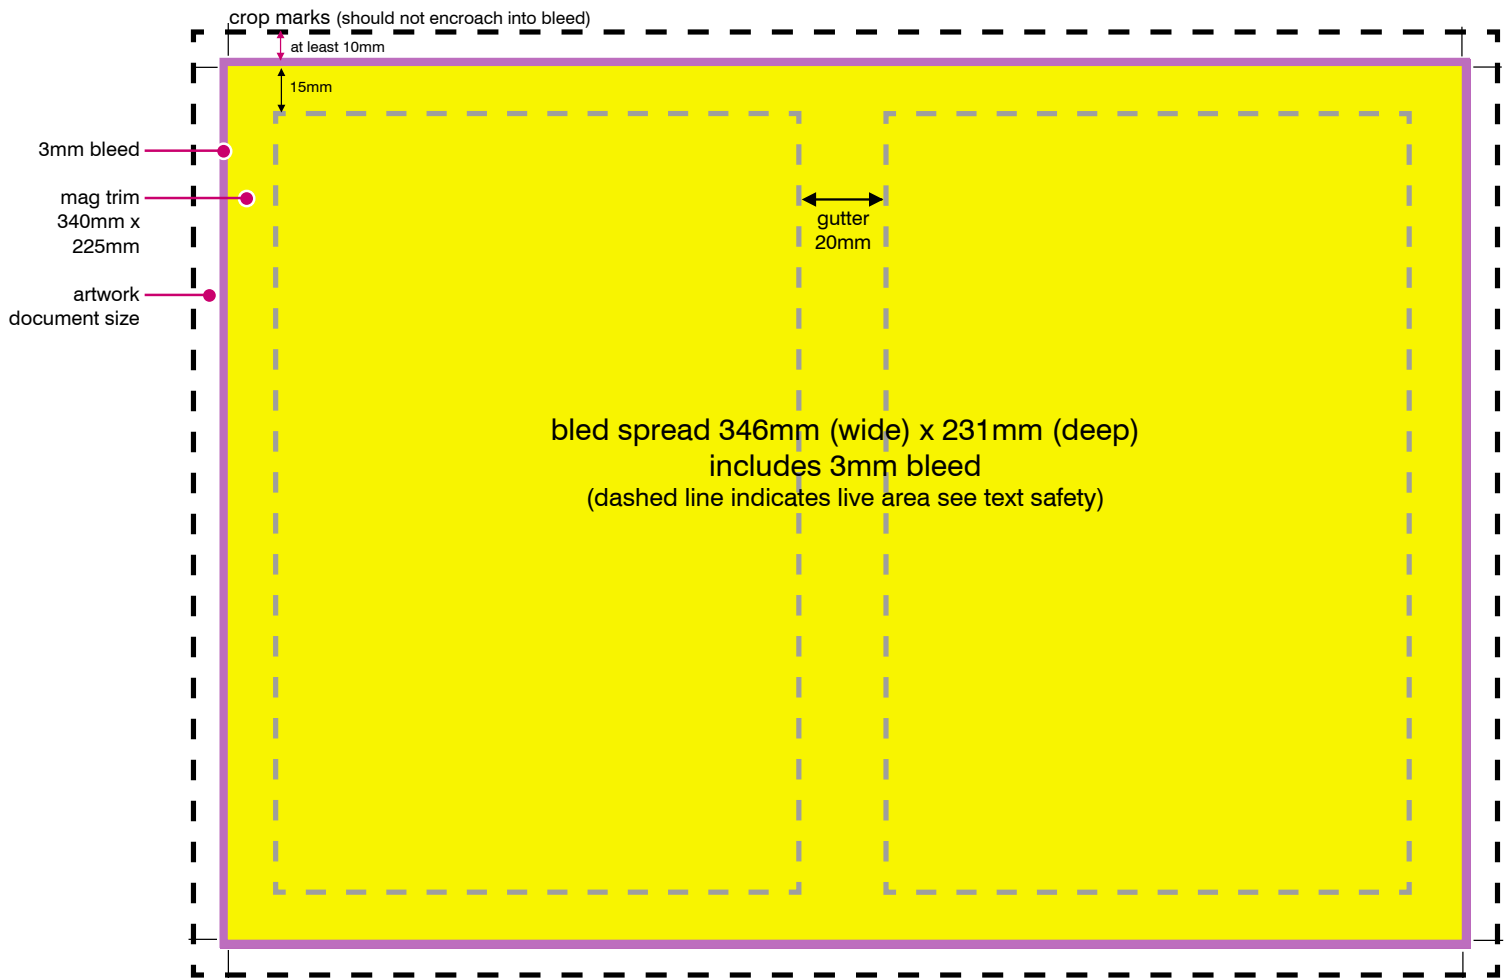 crop marks (should not encroach into bleed)
at least 10mm
15mm
3mm bleed
mag trim
340mm x
225mm
gutter
20mm
artwork
document size
bled spread 346mm (wide) x 231mm (deep)
includes 3mm bleed
(dashed line indicates live area see text safety)